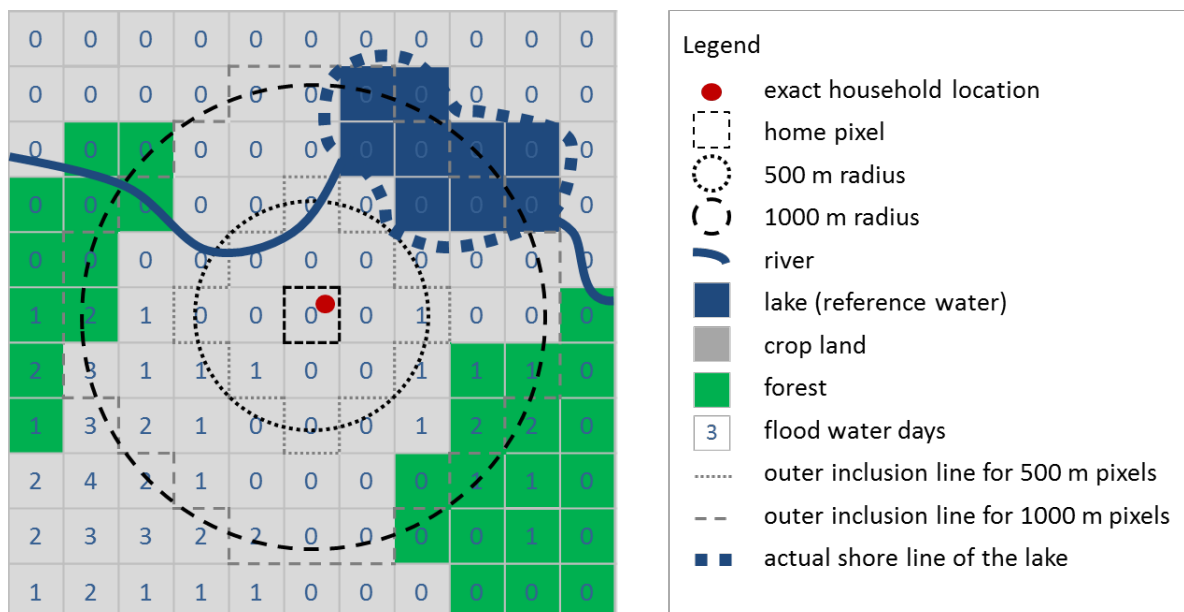 0 0 0 0 0 0 0 0 0 0 0
0 0 0 0 0 0 0 0 0 0 0
0 0 0 0 0 0 0 0 0 0 0
0 0 0 0 0 0 0 0 0 0 0
0 0 0 0 0 0 0 0 0 0 0
1 2 1 0 0 0 0 1 0 0 0
2 3 1 1 1 0 0 1 1 1 0
1 3 2 1 0 0 0 1 2 2 0
2 4 2 1 0 0 0 0 1 1 0
2 3 3 2 2 0 0 0 0 1 0
1 2 1 1 1 0 0 0 0 0 0
Legend
exact household location
home pixel
500 m radius
1000 m radius
river
lake (reference water)
crop land
forest
3 flood water days
outer inclusion line for 500 m pixels
outer inclusion line for 1000 m pixels
actual shore line of the lake